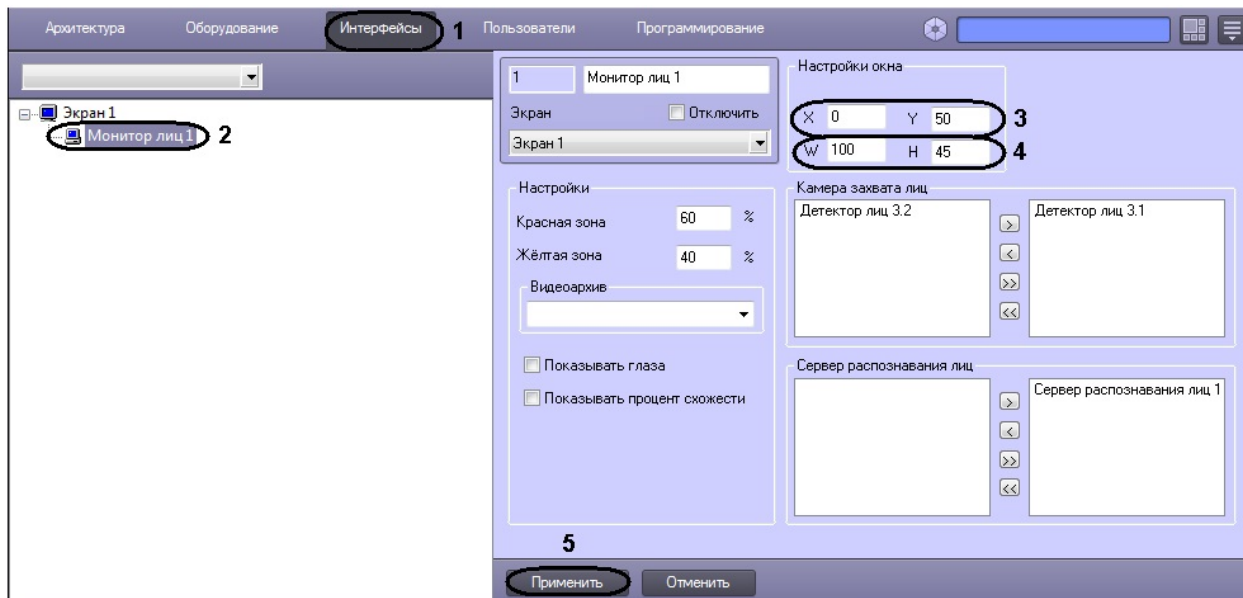 Архитектура Оборудование Интерфейсы 1 Пользователи Программирование
Экран 1
Монитор лиц 1 2
1 Монитор лиц 1
Экран Отключить
Экран 1
Настройки окна
X 0 Y 50 3
W 100 H 45 4
Настройки
Красная зона 60 %
Жёлтая зона 40 %
Видеоархив
Показывать глаза
Показывать процент схожести
Камера захвата лиц
Детектор лиц 3.2 > Детектор лиц 3.1
<
>>
<<
Сервер распознавания лиц
> Сервер распознавания лиц 1
<
>>
<<
5
Применить Отменить